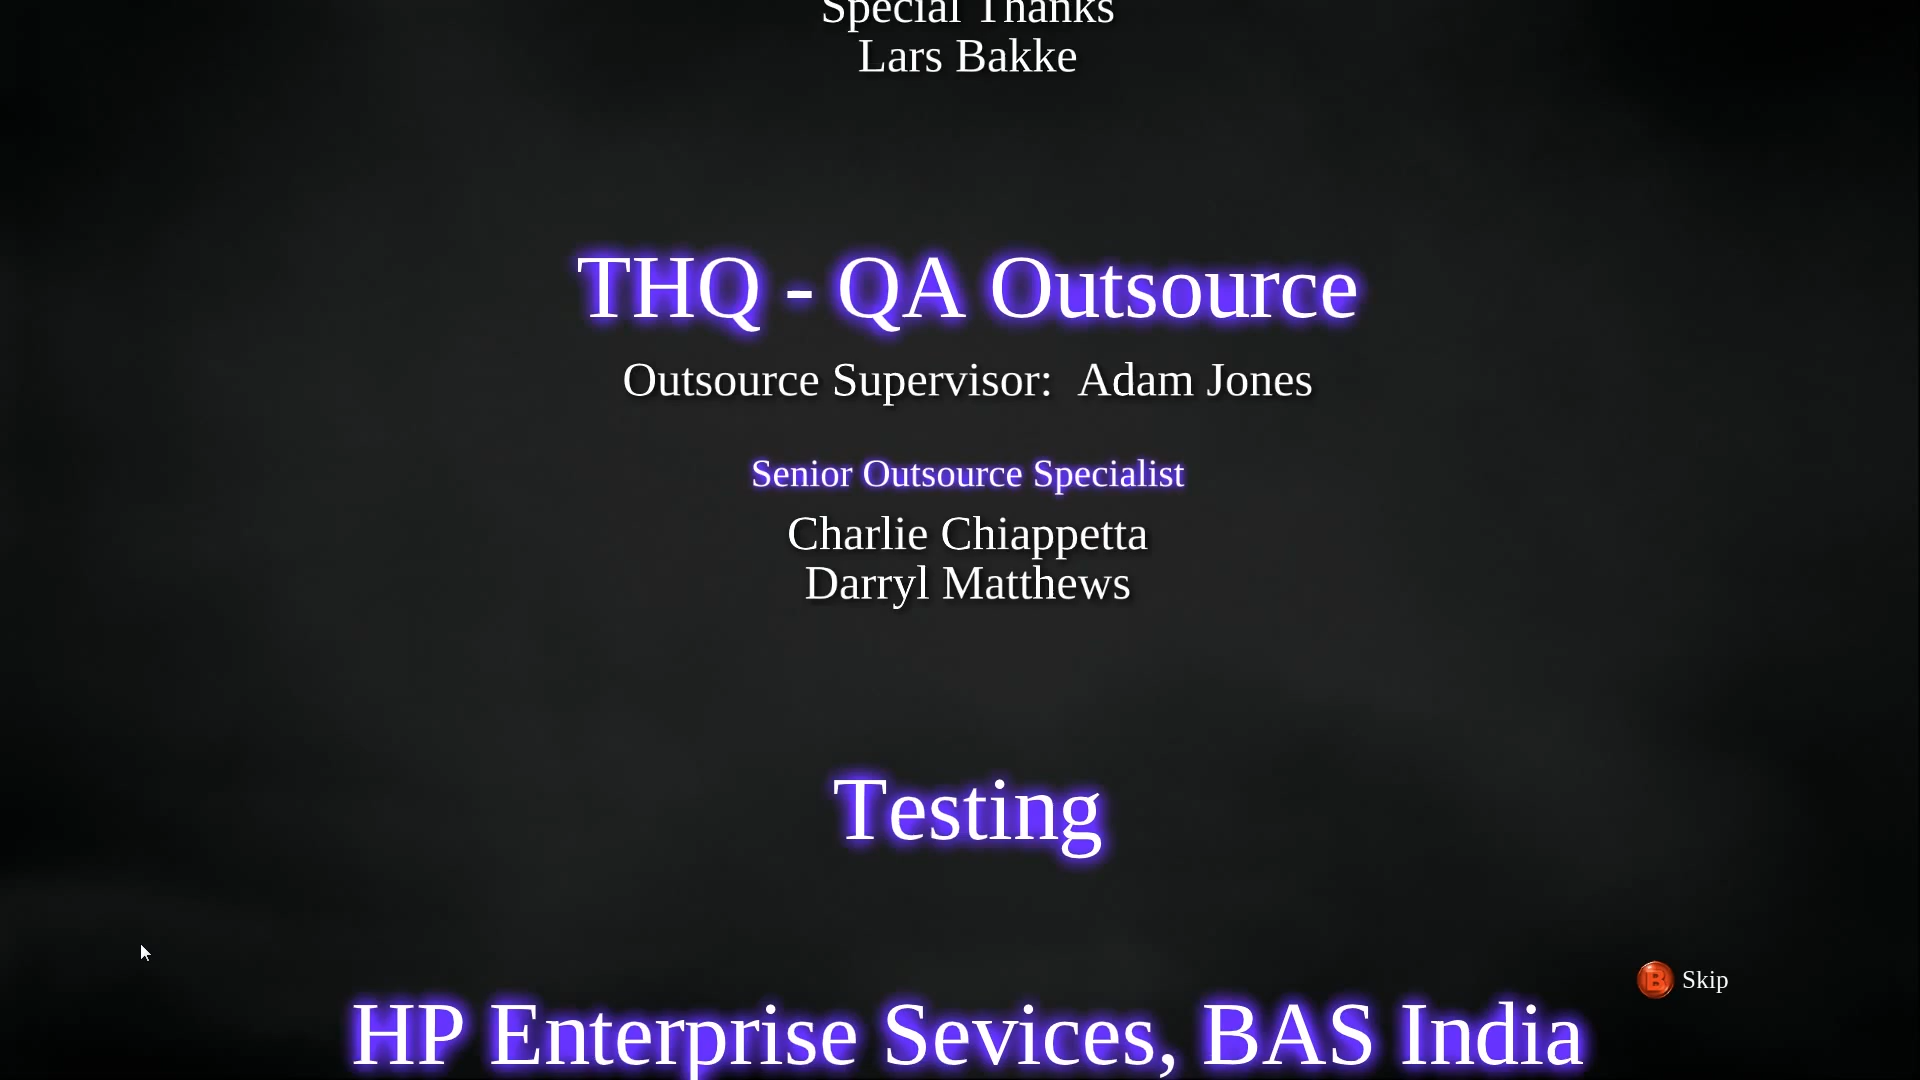 Special Thanks
Lars Bakke
THQ - QA Outsource
Outsource Supervisor:  Adam Jones
Senior Outsource Specialist
Charlie Chiappetta
Darryl Matthews
Testing
B Skip
HP Enterprise Sevices, BAS India